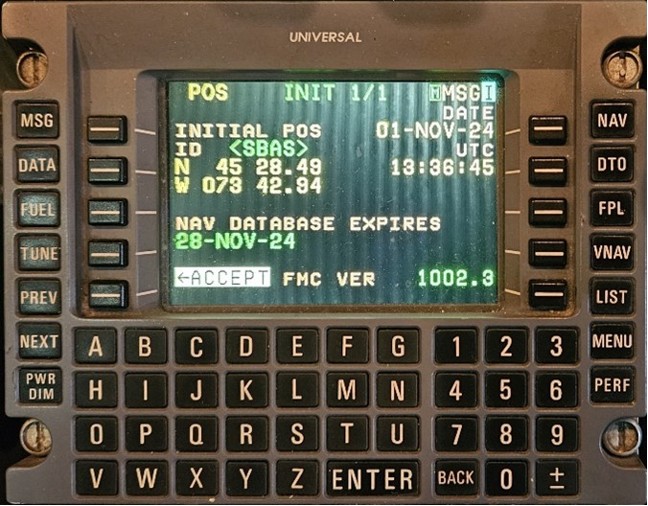 UNIVERSAL
POS INIT 1/1 MSG
DATE
INITIAL POS 01-NOV-24
ID <SBAS> UTC
N 45 28.49 13:36:45
W 073 42.94
NAV DATABASE EXPIRES
28-NOV-24
←ACCEPT FMC VER 1002.3
MSG
DATA
FUEL
TUNE
PREV
NEXT
PWR
DIM
NAV
DTO
FPL
VNAV
LIST
MENU
PERF
A B C D E F G 1 2 3
H I J K L M N 4 5 6
O P Q R S T U 7 8 9
V W X Y Z ENTER BACK 0 ±